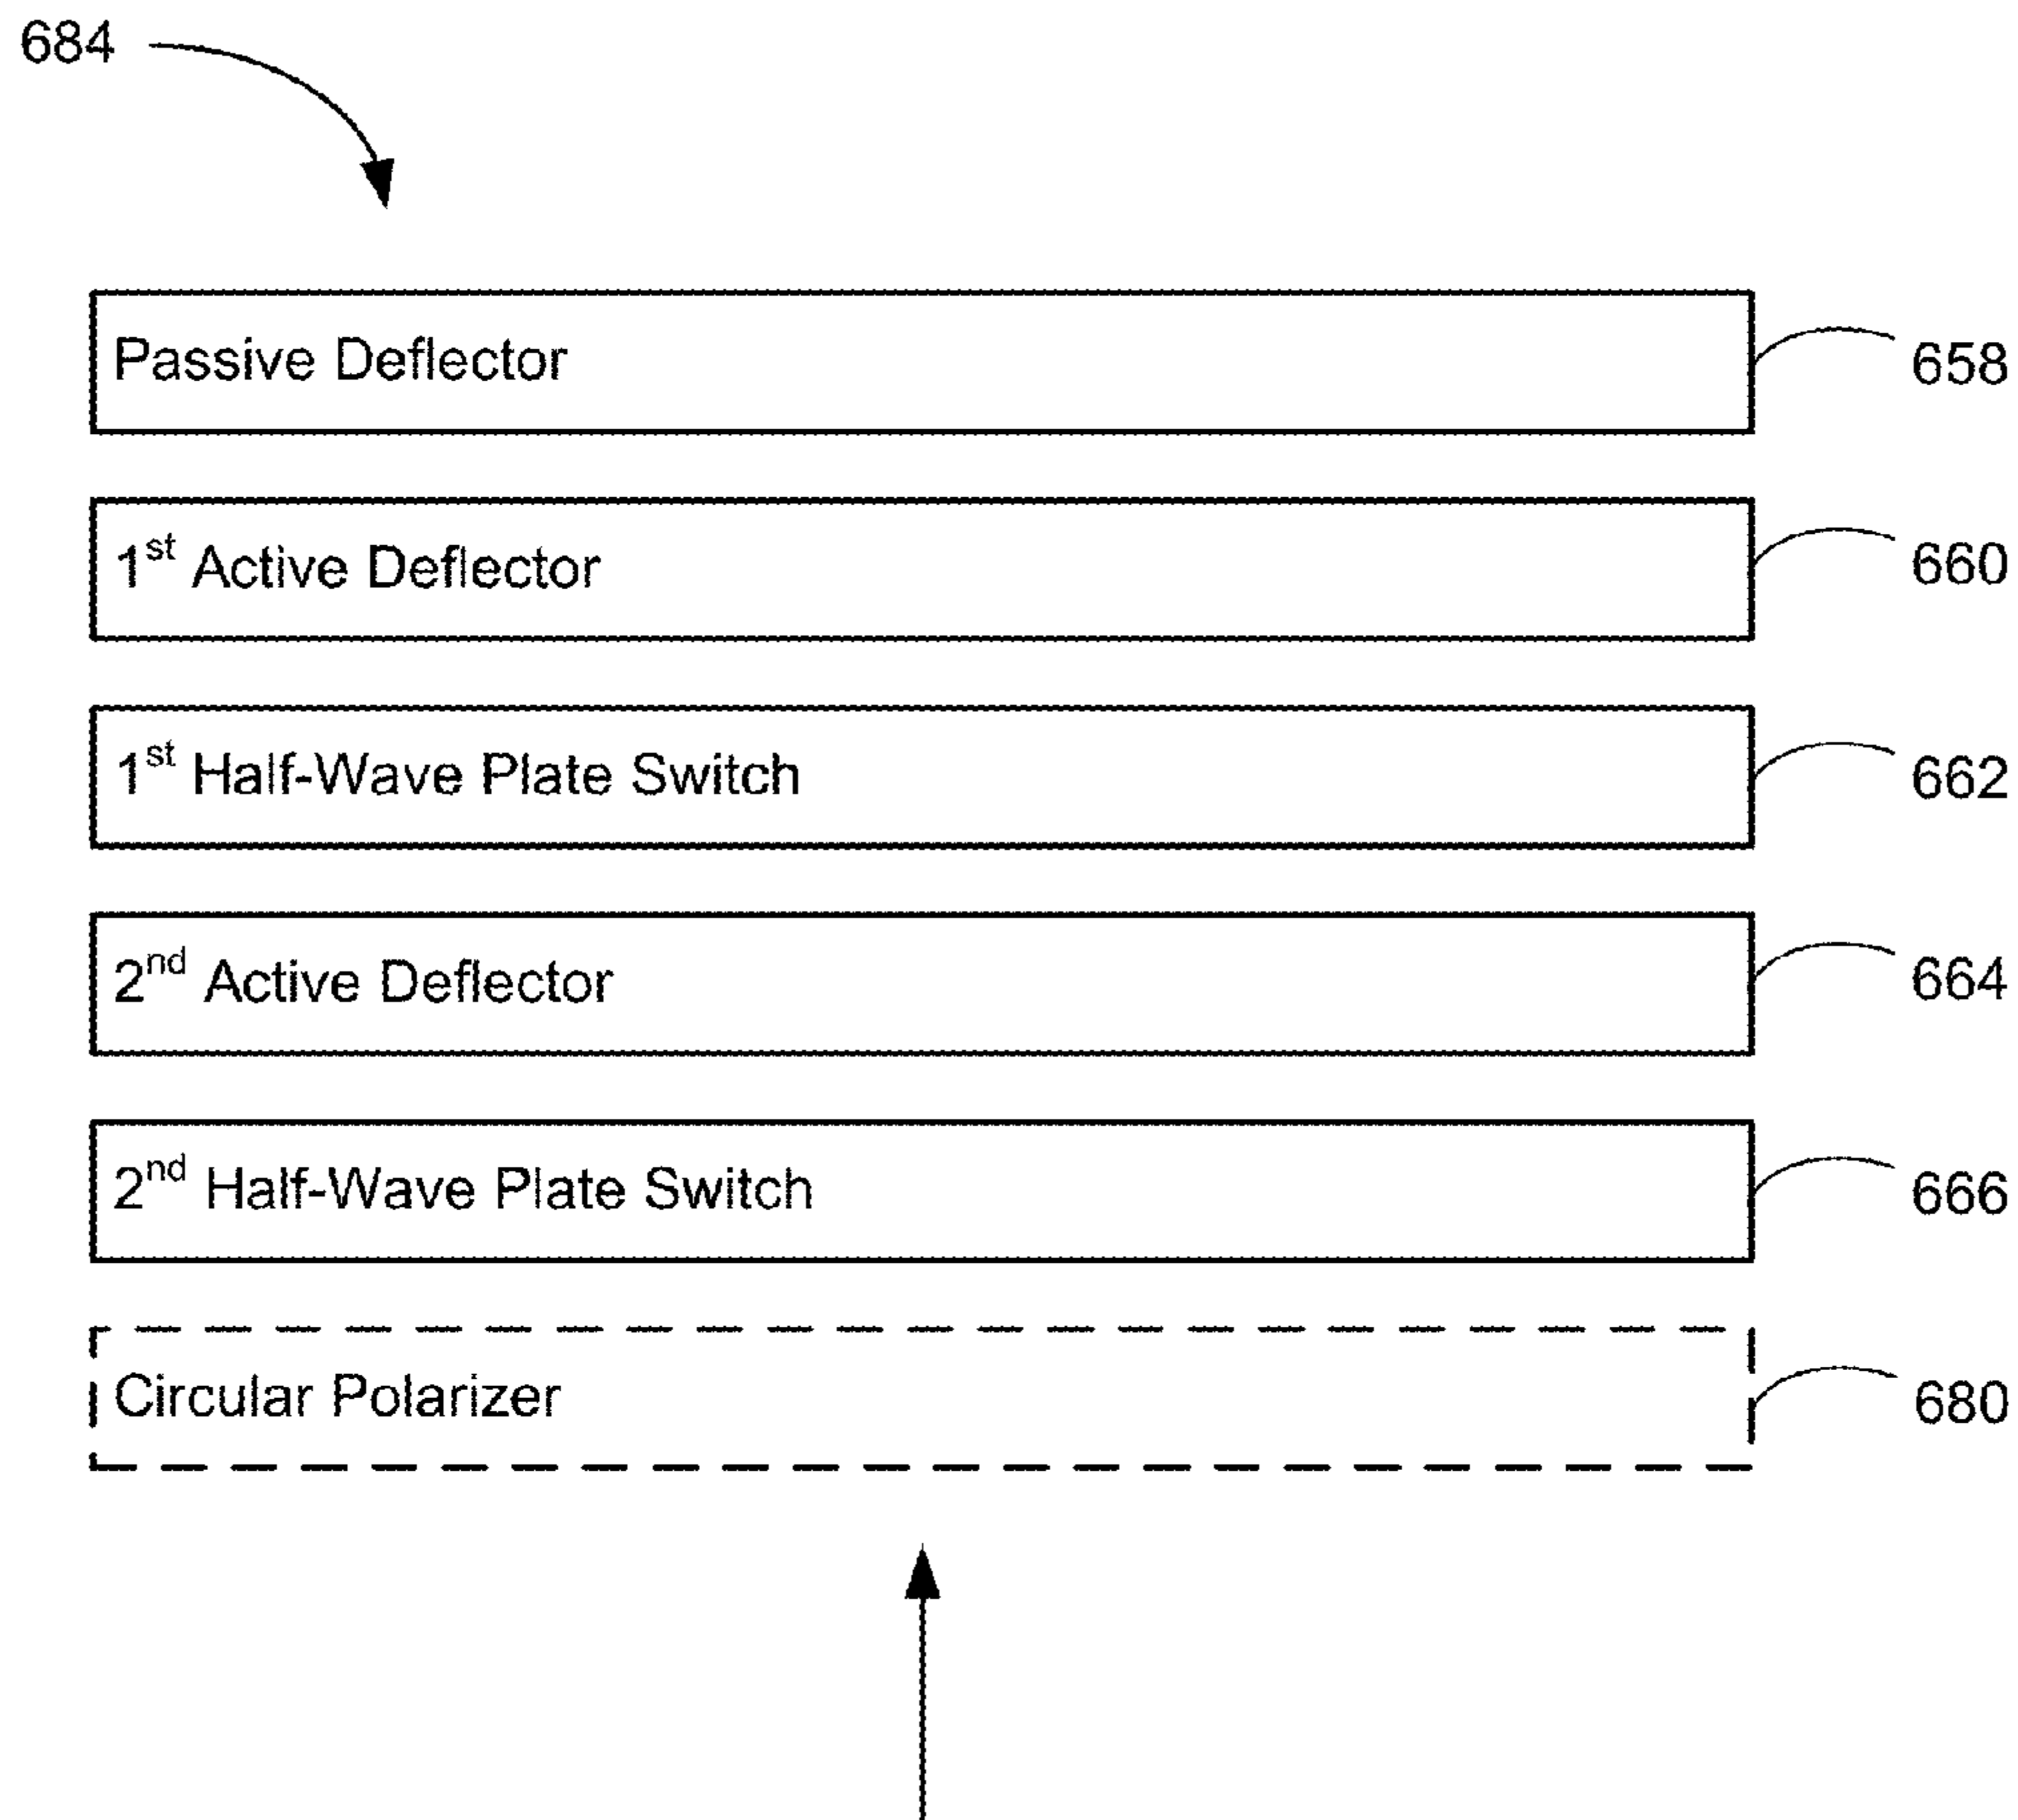 684
Passive Deflector
658
1st Active Deflector
660
1st Half-Wave Plate Switch
662
2nd Active Deflector
664
2nd Half-Wave Plate Switch
666
Circular Polarizer
680